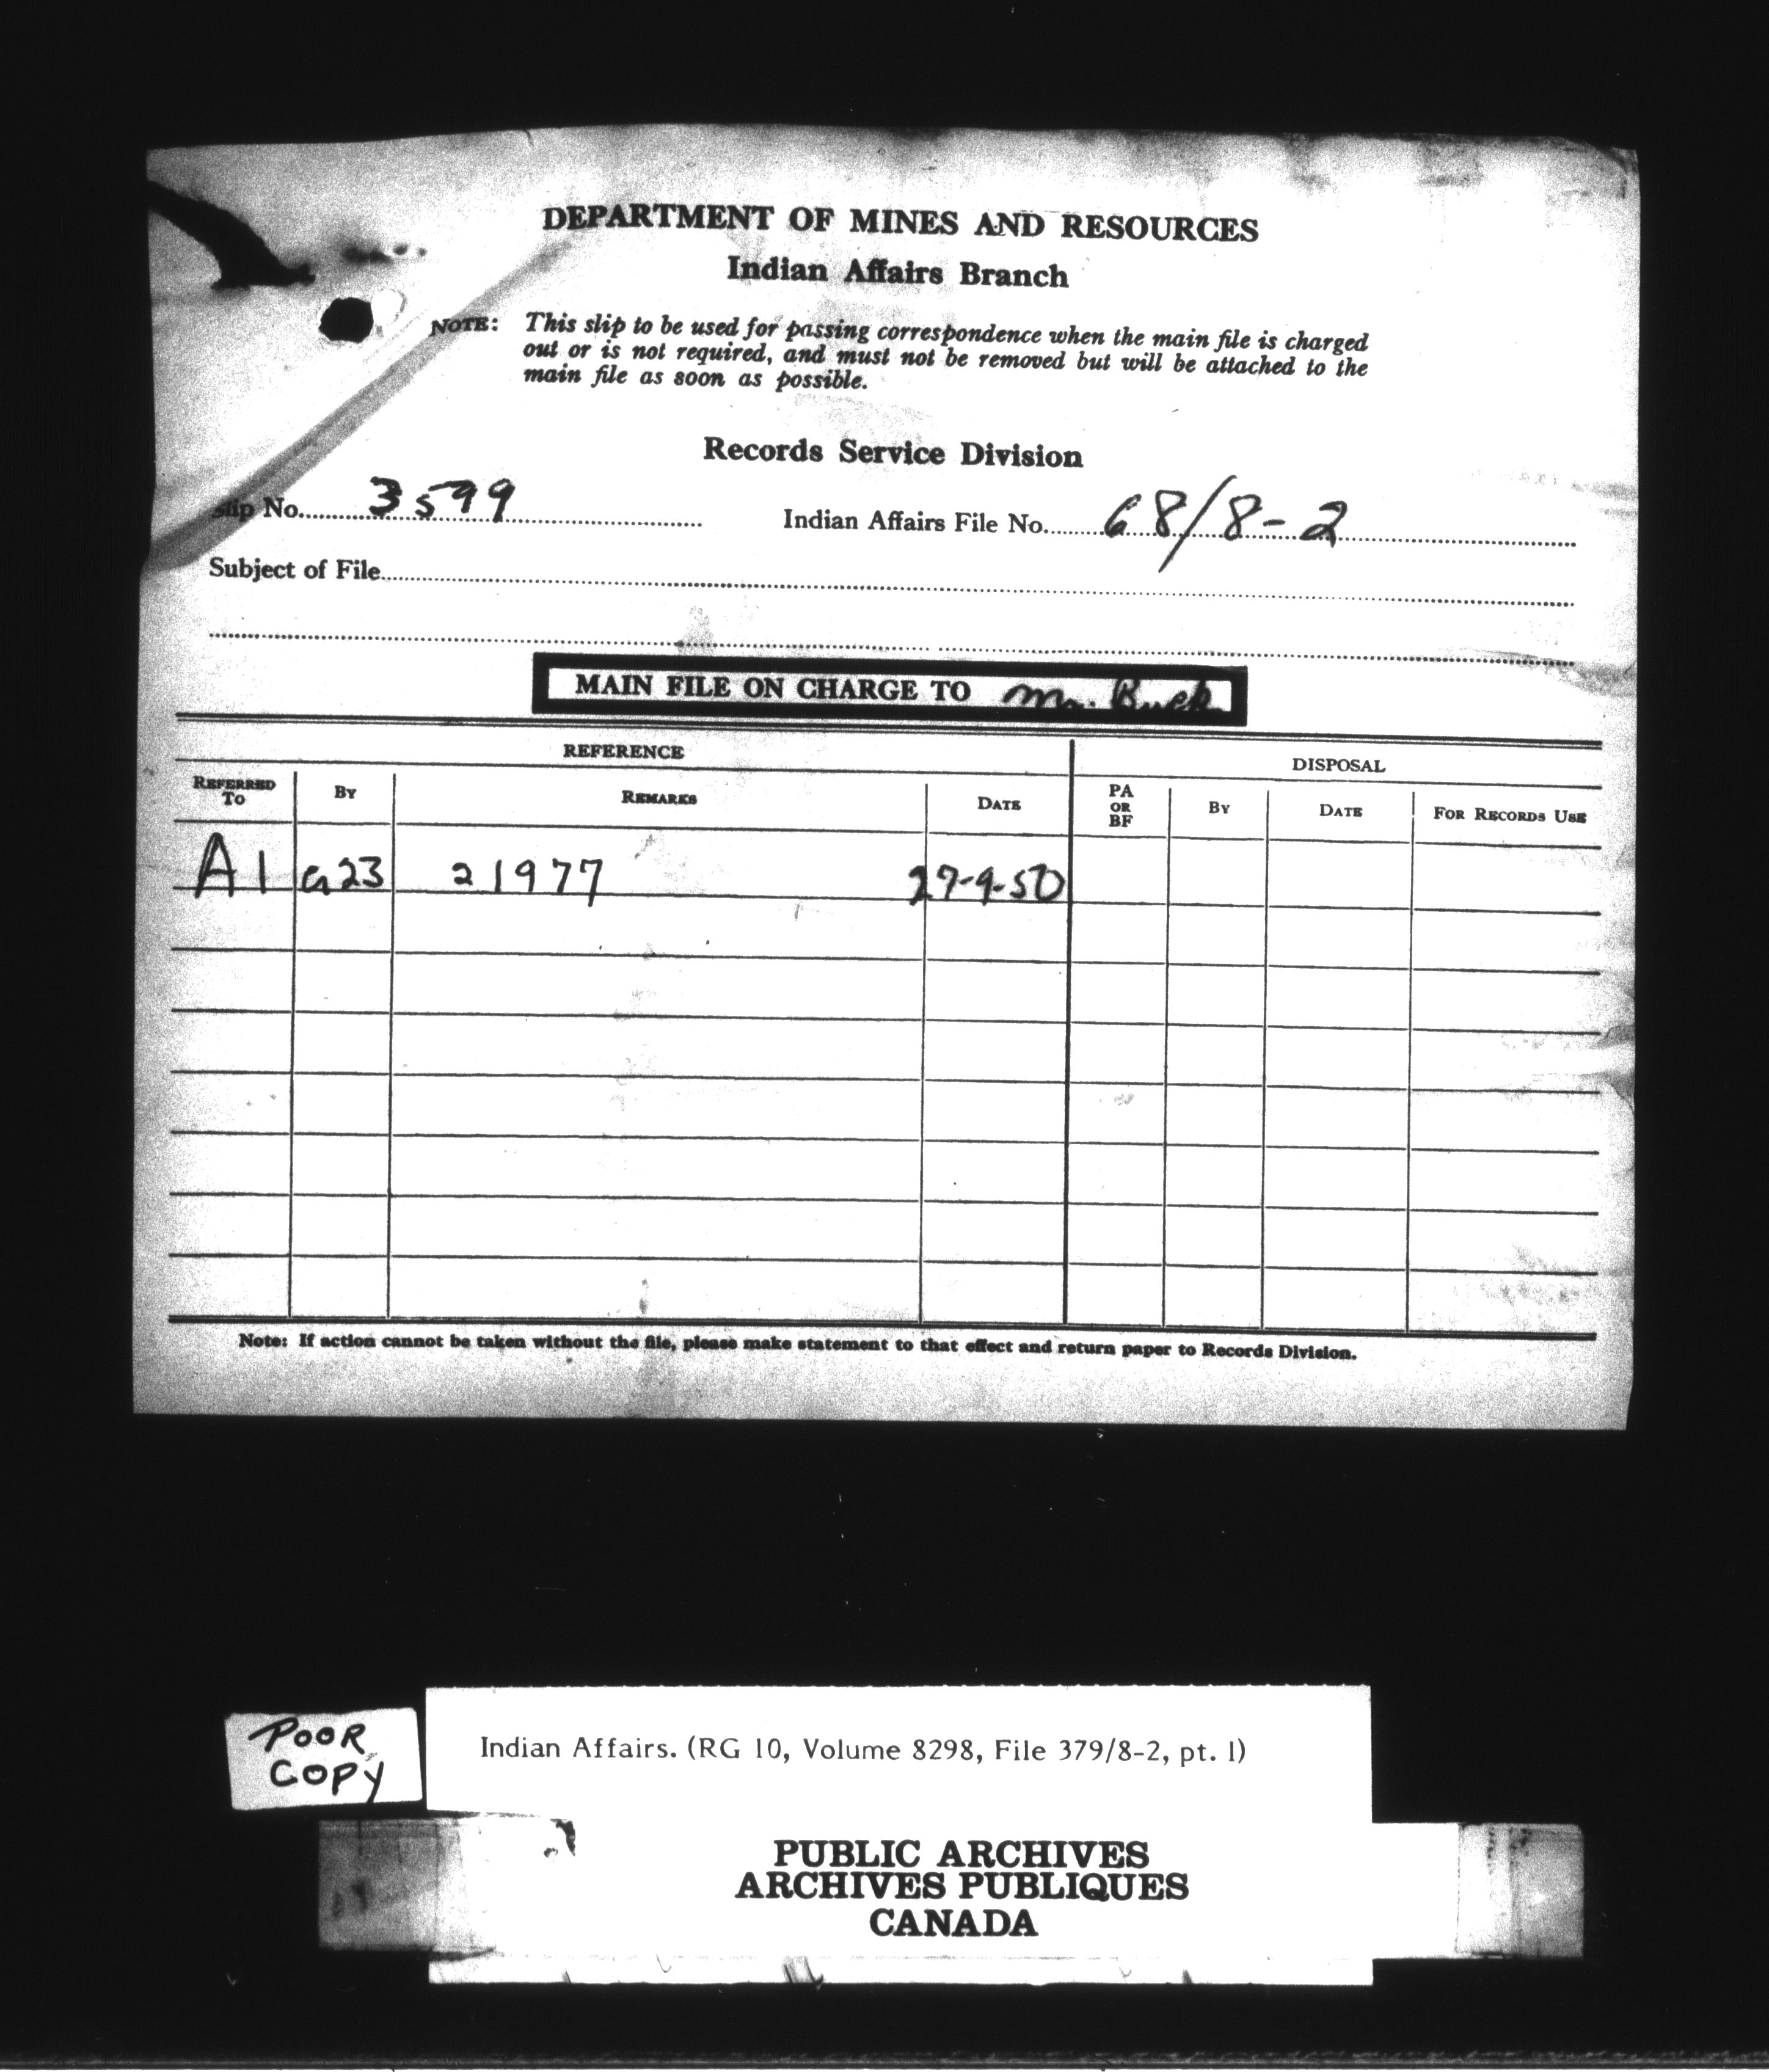 DEPARTMENT OF MINES AND RESOURCES
Indian Affairs Branch
NOTE: This slip to be used for passing correspondence when the main file is charged
out or is not required, and must not be removed but will be attached to the
main file as soon as possible.
Records Service Division
Slip No. 3599 Indian Affairs File No. 68/8-2
Subject of File
MAIN FILE ON CHARGE TO Mr. Buck
REFERENCE DISPOSAL
REFERRED TO BY REMARKS DATE PA OR BF BY DATE FOR RECORDS USE
A1 G23 21977 27-9-50
Note: If action cannot be taken without the file, please make statement to that effect and return paper to Records Division.
POOR
COPY
Indian Affairs. (RG 10, Volume 8298, File 379/8-2, pt. 1)
PUBLIC ARCHIVES
ARCHIVES PUBLIQUES
CANADA